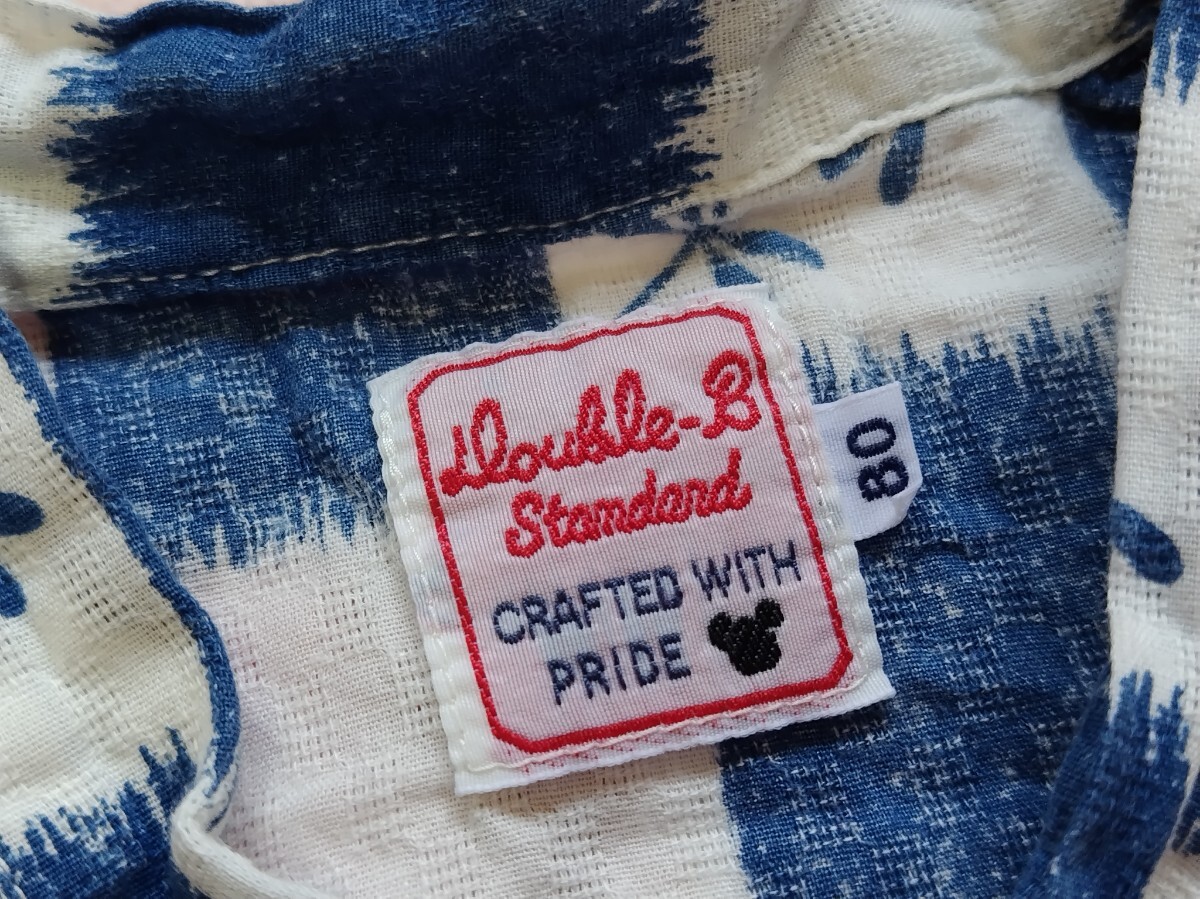 Double-B
Standard
CRAFTED WITH
PRIDE
80